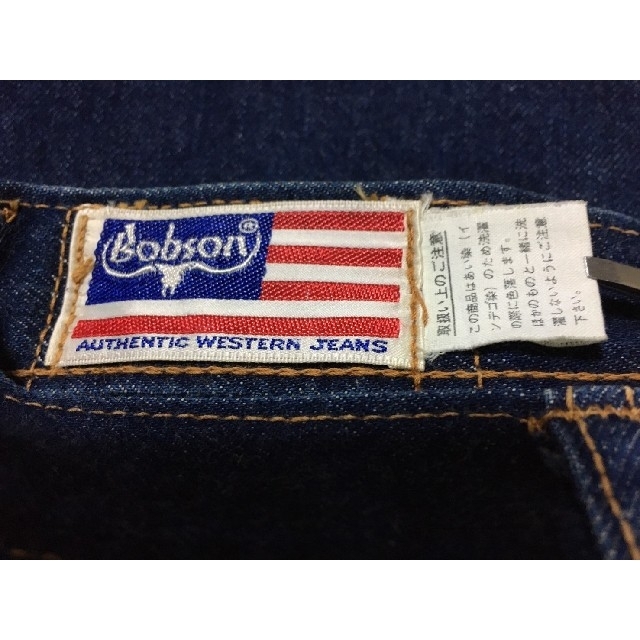 Bobson®
AUTHENTIC WESTERN JEANS
取扱い上のご注意
この商品はあい染(イ
ンデゴ染)のため洗濯
の際に色落します。
ほかのものと一緒に洗
濯しないようにご注意
下さい。